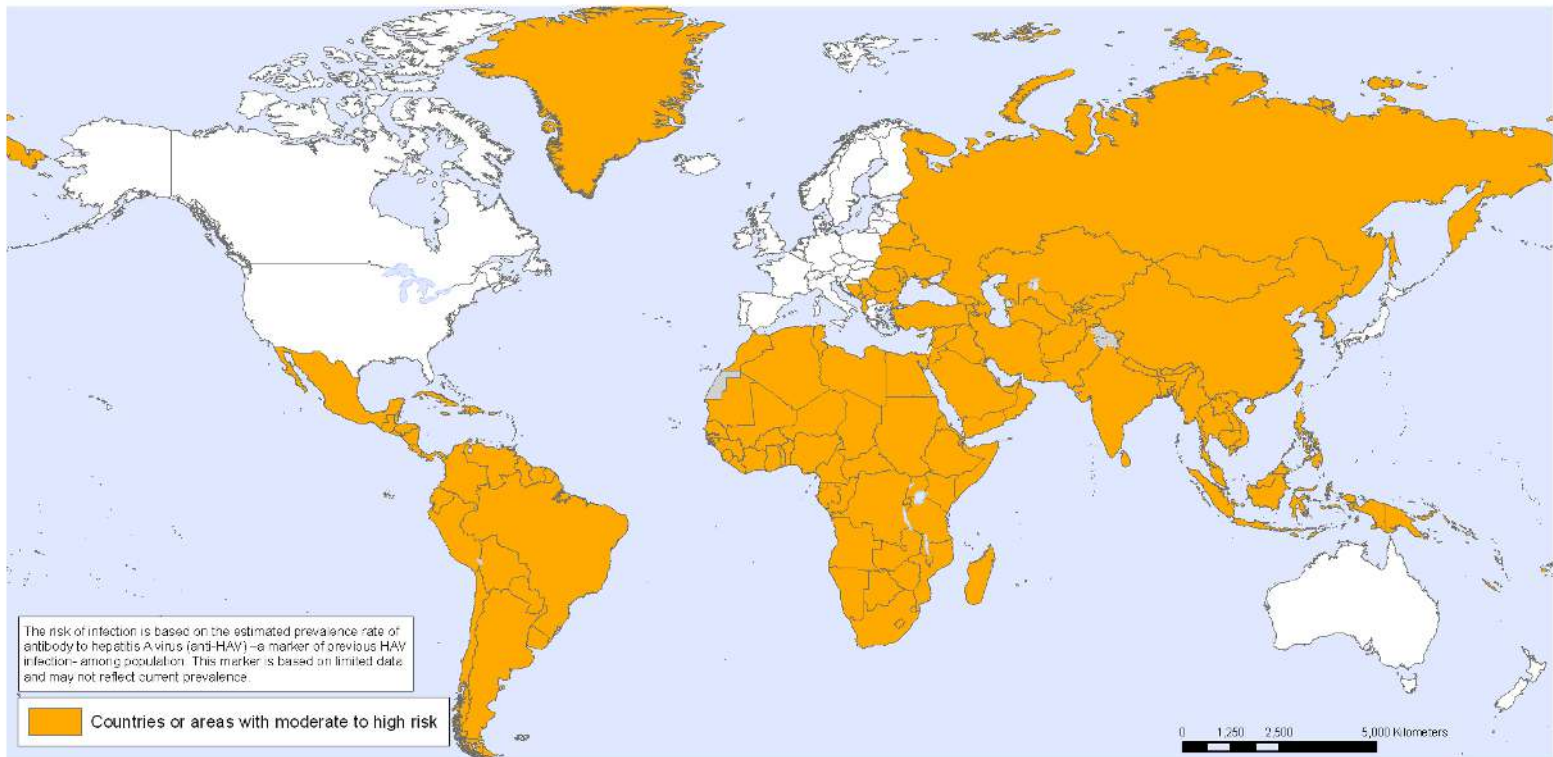 The risk of infection is based on the estimated prevalence rate of
antibody to hepatitis A virus (anti-HAV) –a marker of previous HAV
infection- among population. This marker is based on limited data
and may not reflect current prevalence.
Countries or areas with moderate to high risk
0 1,250 2,500 5,000 Kilometers